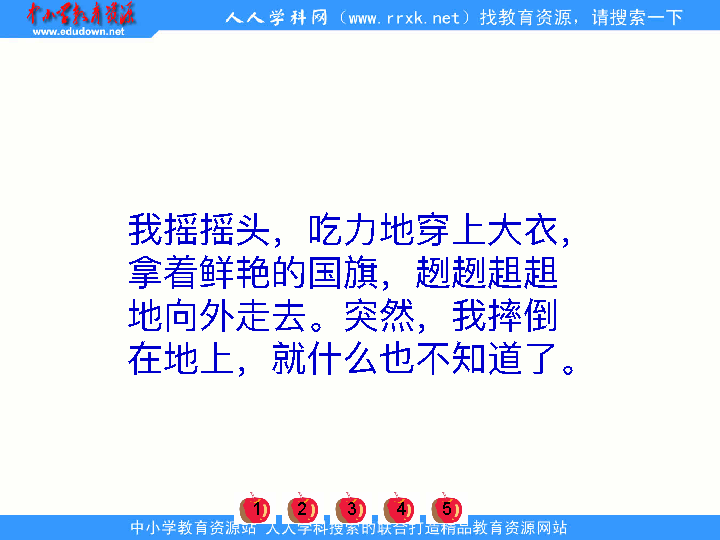 中小学教育资源
www.edudown.net
人人学科网（www.rrxk.net）找教育资源，请搜索一下
我摇摇头，吃力地穿上大衣，
拿着鲜艳的国旗，趔趔趄趄
地向外走去。突然，我摔倒
在地上，就什么也不知道了。
1 2 3 4 5
中小学教育资源站 人人学科搜索的联合打造精品教育资源网站